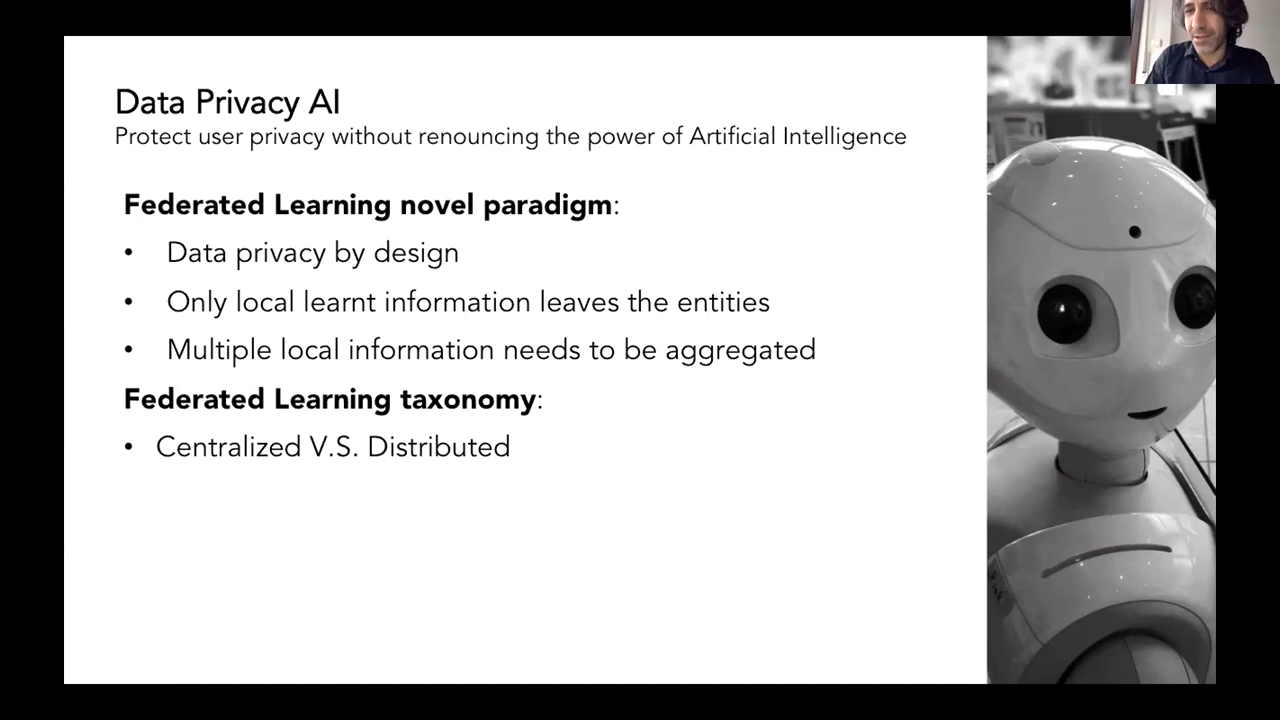 Data Privacy AI
Protect user privacy without renouncing the power of Artificial Intelligence
Federated Learning novel paradigm:
• Data privacy by design
• Only local learnt information leaves the entities
• Multiple local information needs to be aggregated
Federated Learning taxonomy:
• Centralized V.S. Distributed